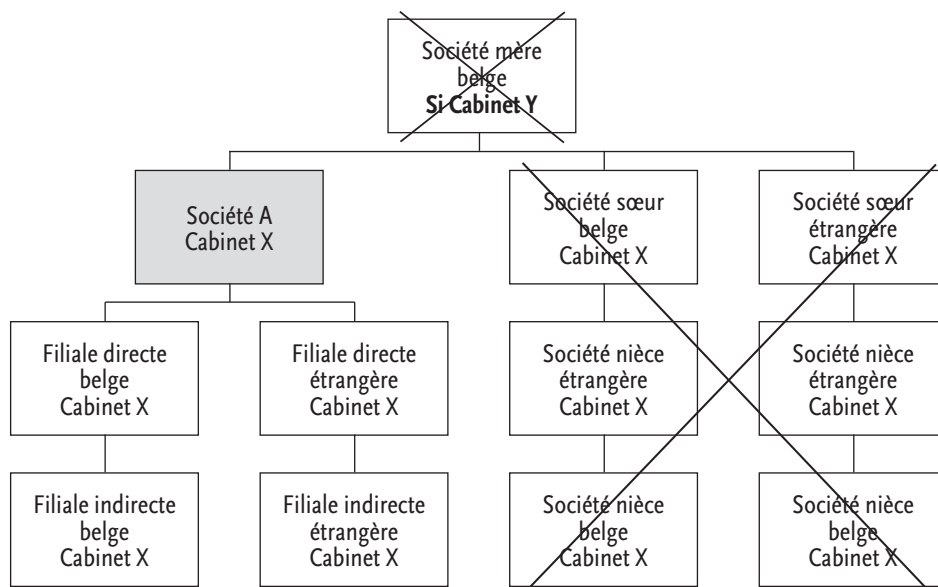 Société mère
belge
Si Cabinet Y
Société A
Cabinet X
Société sœur
belge
Cabinet X
Société sœur
étrangère
Cabinet X
Filiale directe
belge
Cabinet X
Filiale directe
étrangère
Cabinet X
Société nièce
étrangère
Cabinet X
Société nièce
étrangère
Cabinet X
Filiale indirecte
belge
Cabinet X
Filiale indirecte
étrangère
Cabinet X
Société nièce
belge
Cabinet X
Société nièce
belge
Cabinet X